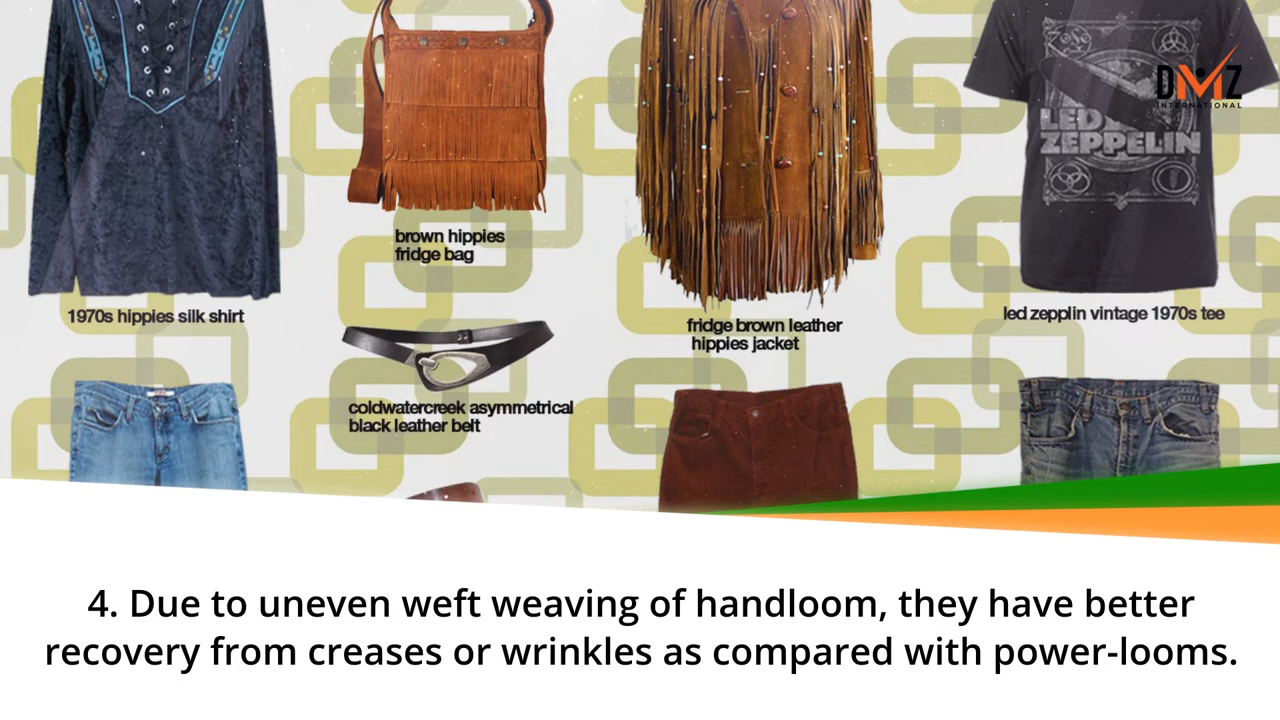 DMZ
INTERNATIONAL
ZOSO
LED
ZEPPELIN
brown hippies
fridge bag
1970s hippies silk shirt
fridge brown leather
hippies jacket
led zepplin vintage 1970s tee
coldwatercreek asymmetrical
black leather belt
4. Due to uneven weft weaving of handloom, they have better
recovery from creases or wrinkles as compared with power-looms.